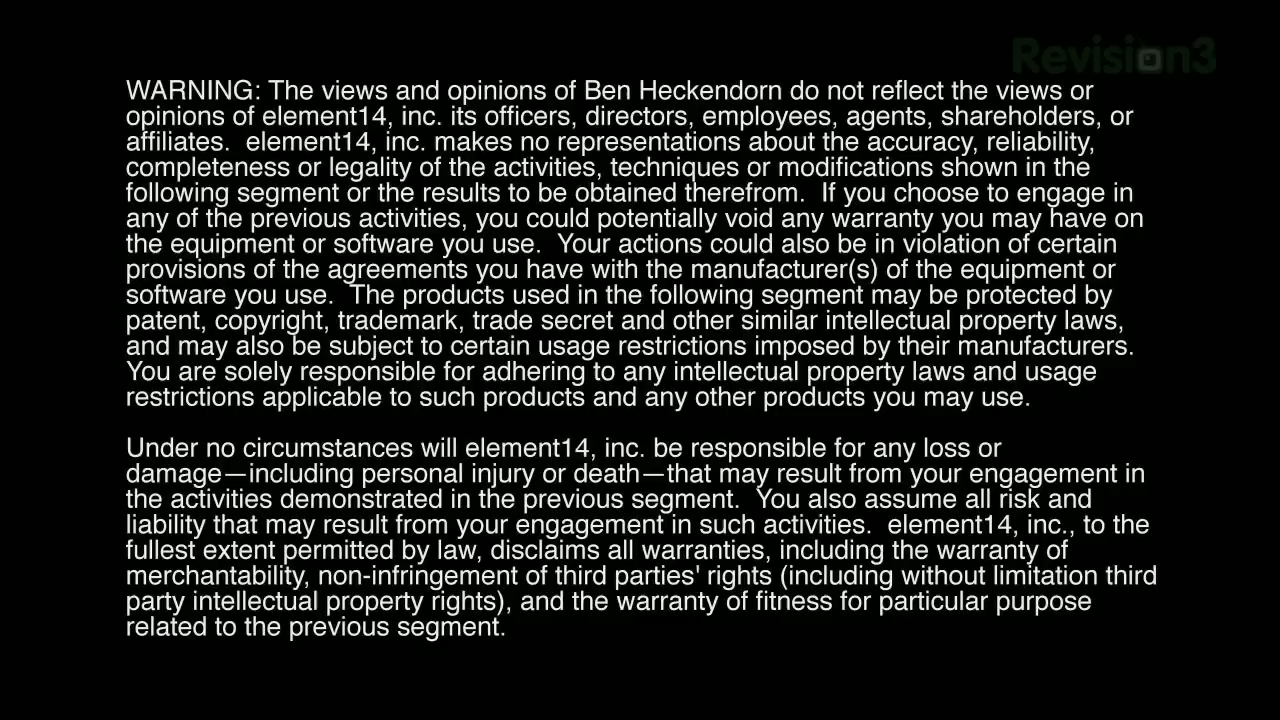 Revision3
WARNING: The views and opinions of Ben Heckendorn do not reflect the views or
opinions of element14, inc. its officers, directors, employees, agents, shareholders, or
affiliates.  element14, inc. makes no representations about the accuracy, reliability,
completeness or legality of the activities, techniques or modifications shown in the
following segment or the results to be obtained therefrom.  If you choose to engage in
any of the previous activities, you could potentially void any warranty you may have on
the equipment or software you use.  Your actions could also be in violation of certain
provisions of the agreements you have with the manufacturer(s) of the equipment or
software you use.  The products used in the following segment may be protected by
patent, copyright, trademark, trade secret and other similar intellectual property laws,
and may also be subject to certain usage restrictions imposed by their manufacturers.
You are solely responsible for adhering to any intellectual property laws and usage
restrictions applicable to such products and any other products you may use.
Under no circumstances will element14, inc. be responsible for any loss or
damage—including personal injury or death—that may result from your engagement in
the activities demonstrated in the previous segment.  You also assume all risk and
liability that may result from your engagement in such activities.  element14, inc., to the
fullest extent permitted by law, disclaims all warranties, including the warranty of
merchantability, non-infringement of third parties' rights (including without limitation third
party intellectual property rights), and the warranty of fitness for particular purpose
related to the previous segment.